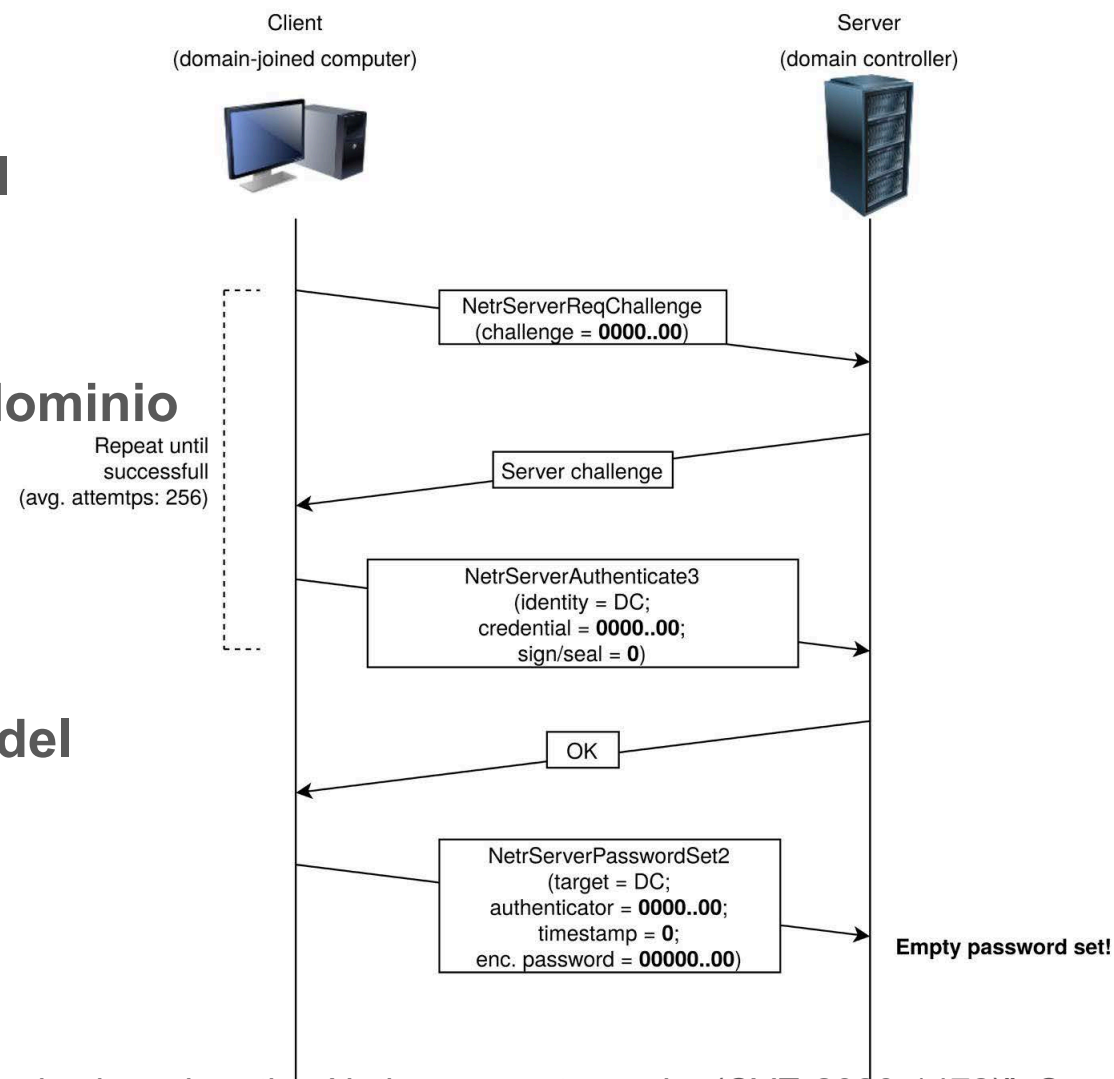 Client
(domain-joined computer)
Server
(domain controller)
NetrServerReqChallenge
(challenge = 0000..00)
dominio
Repeat until
successfull
(avg. attemtps: 256)
Server challenge
NetrServerAuthenticate3
(identity = DC;
credential = 0000..00;
sign/seal = 0)
del
OK
NetrServerPasswordSet2
(target = DC;
authenticator = 0000..00;
timestamp = 0;
enc. password = 00000..00)
Empty password set!